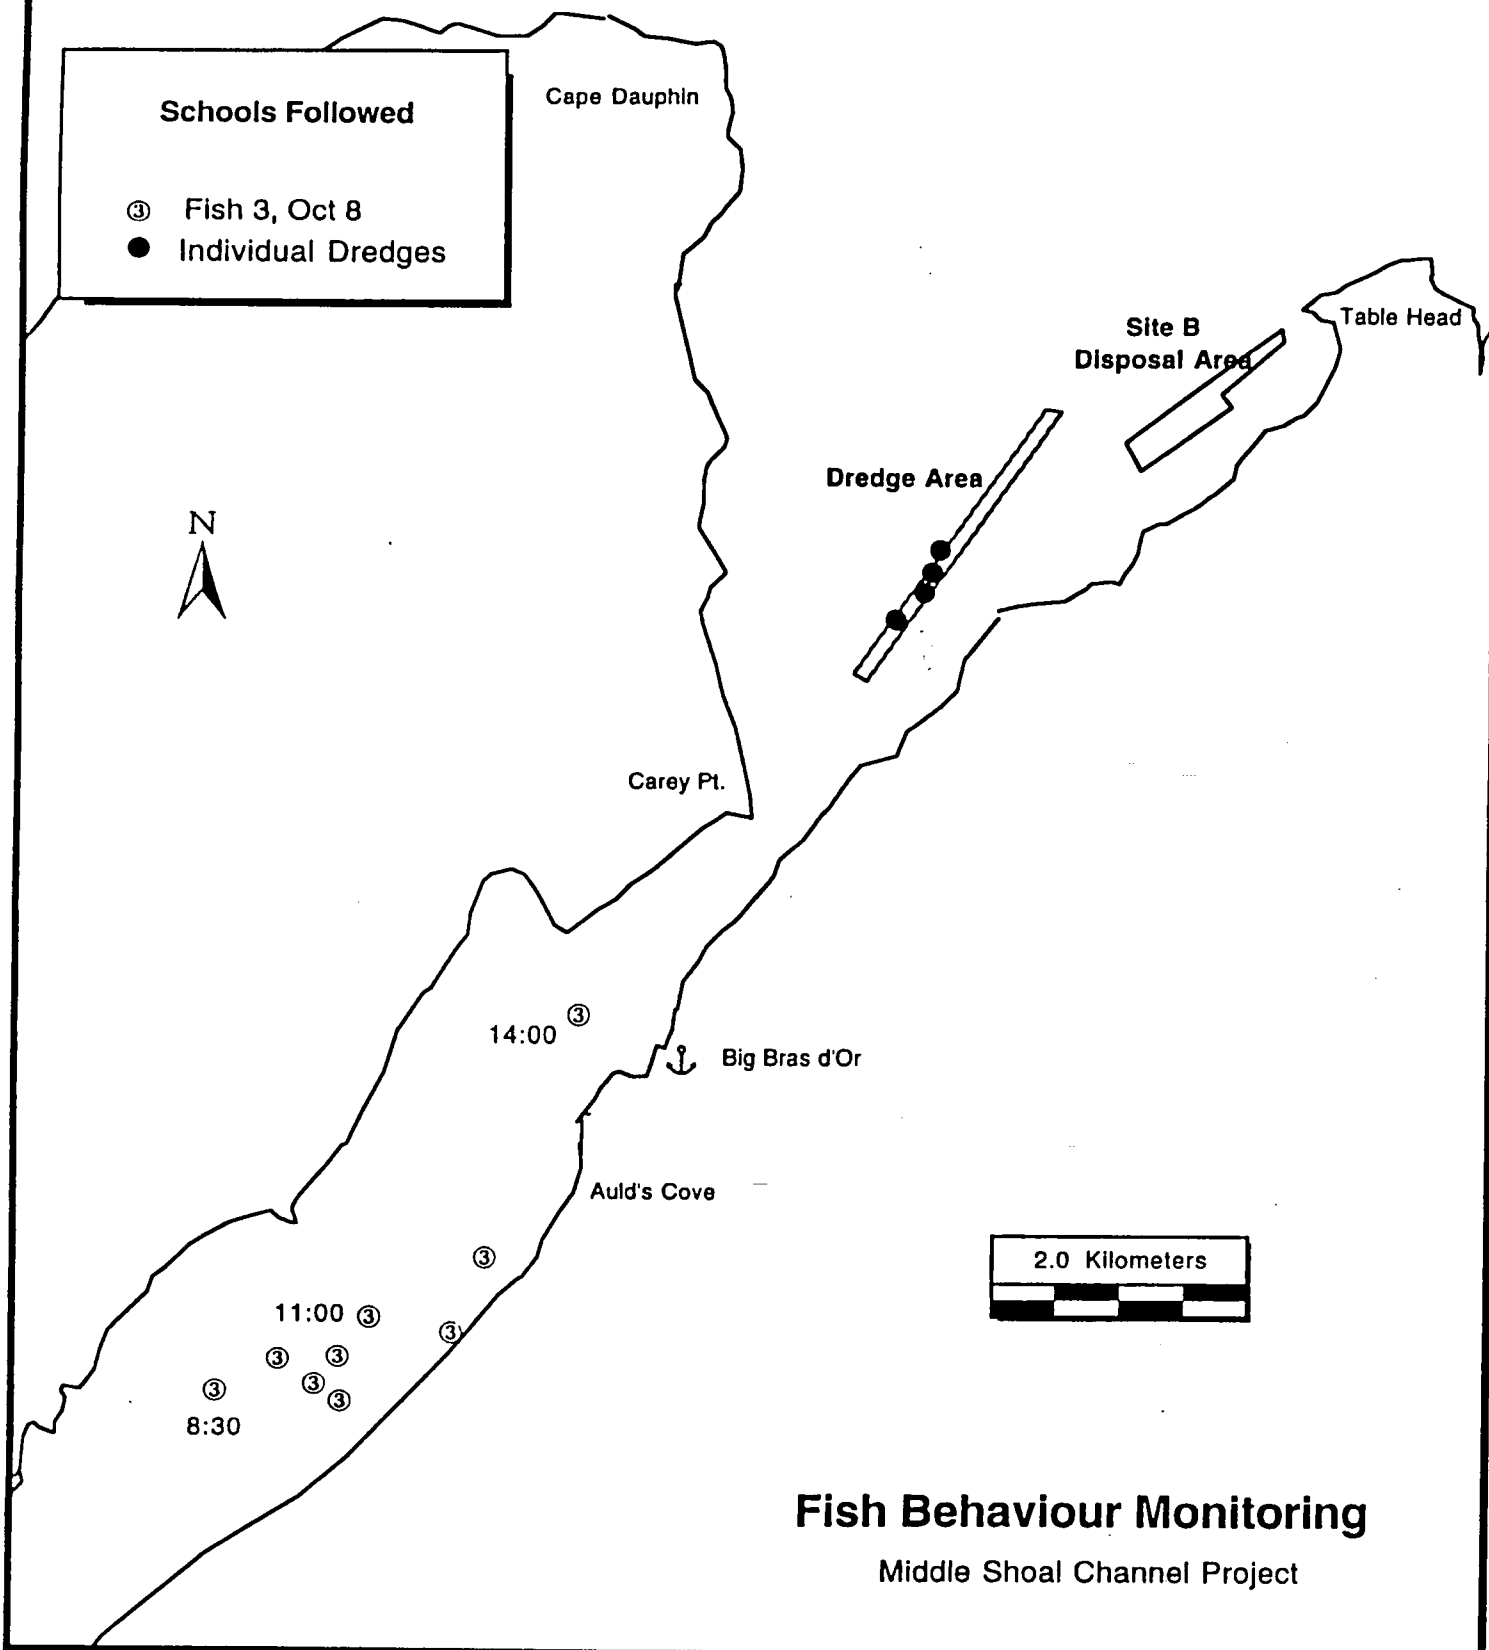 Cape Dauphin
Schools Followed
③ Fish 3, Oct 8
Individual Dredges
Table Head
Site B
Disposal Area
Dredge Area
N
Carey Pt.
③
14:00
Big Bras d'Or
Auld's Cove
③
2.0 Kilometers
11:00 ③
③
③ ③
③ ③
③
8:30
Fish Behaviour Monitoring
Middle Shoal Channel Project